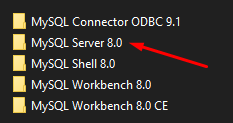 MySQL Connector ODBC 9.1
MySQL Server 8.0
MySQL Shell 8.0
MySQL Workbench 8.0
MySQL Workbench 8.0 CE